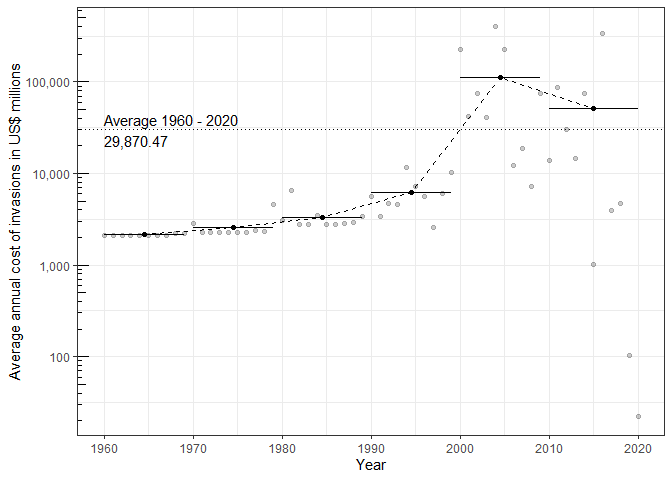 Average annual cost of invasions in US$ millions
100,000
10,000
1,000
100
Average 1960 - 2020
29,870.47
1960 1970 1980 1990 2000 2010 2020
Year